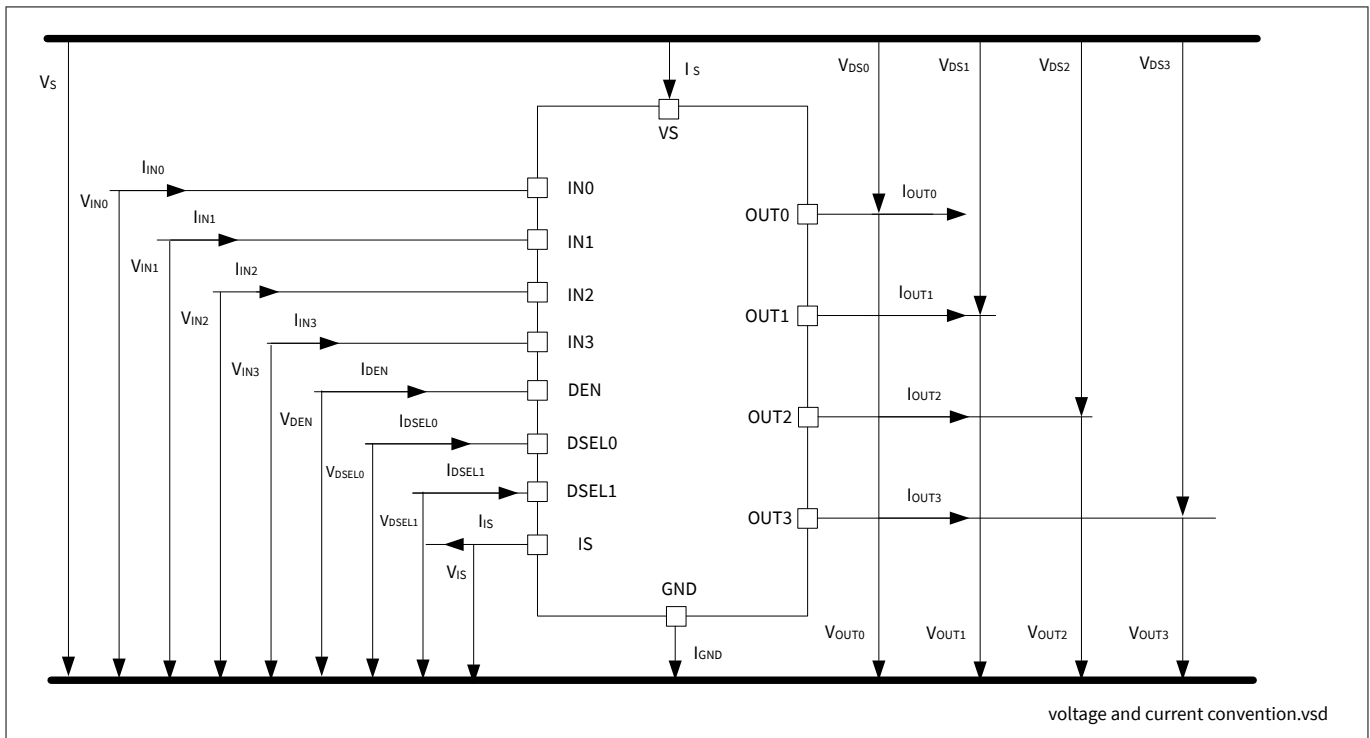 VS
IS
VDS0
VDS1
VDS2
VDS3
VS
IIN0
VIN0
IN0
IOUT0
OUT0
IIN1
VIN1
IN1
IIN2
VIN2
IN2
IOUT1
OUT1
IIN3
VIN3
IN3
IDEN
VDEN
DEN
IOUT2
OUT2
IDSEL0
VDSEL0
DSEL0
IDSEL1
VDSEL1
DSEL1
IOUT3
OUT3
IIS
VIS
IS
GND
IGND
VOUT0
VOUT1
VOUT2
VOUT3
voltage and current convention.vsd